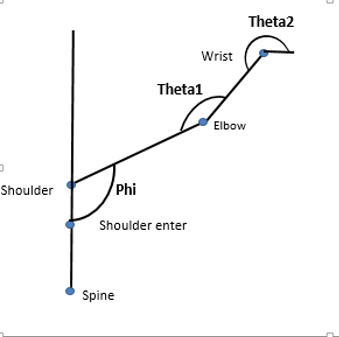 Theta2
Wrist
Theta1
Elbow
Shoulder
Phi
Shoulder enter
Spine